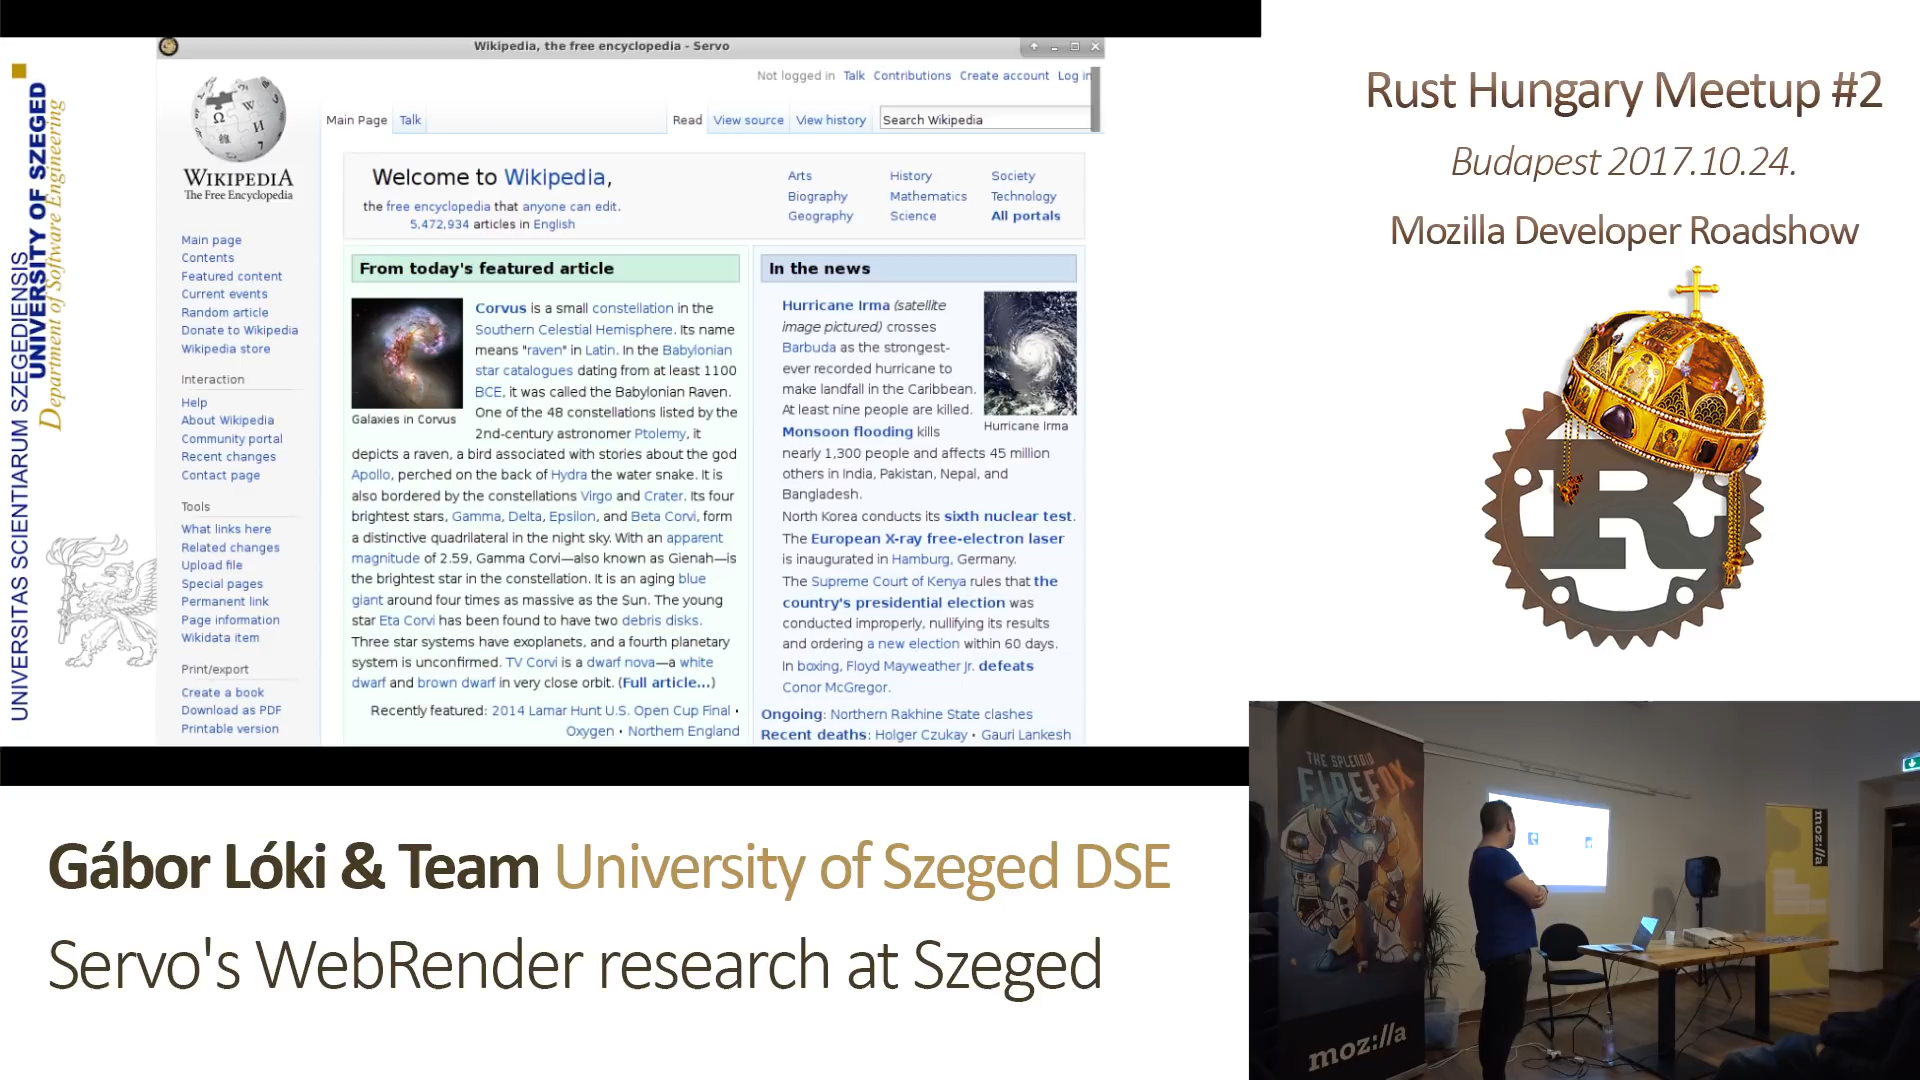 UNIVERSITAS SCIENTIARUM SZEGEDIENSIS
UNIVERSITY OF SZEGED
Department of Software Engineering
Wikipedia, the free encyclopedia - Servo
Not logged in Talk Contributions Create account Log in
Main Page Talk
Read View source View history Search Wikipedia
WIKIPEDIA
The Free Encyclopedia
Main page
Contents
Featured content
Current events
Random article
Donate to Wikipedia
Wikipedia store
Interaction
Help
About Wikipedia
Community portal
Recent changes
Contact page
Tools
What links here
Related changes
Upload file
Special pages
Permanent link
Page information
Wikidata item
Print/export
Create a book
Download as PDF
Printable version
Welcome to Wikipedia,
the free encyclopedia that anyone can edit.
5,472,934 articles in English
Arts
Biography
Geography
History
Mathematics
Science
Society
Technology
All portals
From today's featured article
Galaxies in Corvus
Corvus is a small constellation in the
Southern Celestial Hemisphere. Its name
means "raven" in Latin. In the Babylonian
star catalogues dating from at least 1100
BCE, it was called the Babylonian Raven.
One of the 48 constellations listed by the
2nd-century astronomer Ptolemy, it
depicts a raven, a bird associated with stories about the god
Apollo, perched on the back of Hydra the water snake. It is
also bordered by the constellations Virgo and Crater. Its four
brightest stars, Gamma, Delta, Epsilon, and Beta Corvi, form
a distinctive quadrilateral in the night sky. With an apparent
magnitude of 2.59, Gamma Corvi—also known as Gienah—is
the brightest star in the constellation. It is an aging blue
giant around four times as massive as the Sun. The young
star Eta Corvi has been found to have two debris disks.
Three star systems have exoplanets, and a fourth planetary
system is unconfirmed. TV Corvi is a dwarf nova—a white
dwarf and brown dwarf in very close orbit. (Full article...)
Recently featured: 2014 Lamar Hunt U.S. Open Cup Final •
Oxygen • Northern England
In the news
Hurricane Irma (satellite
image pictured) crosses
Barbuda as the strongest-
ever recorded hurricane to
make landfall in the Caribbean.
At least nine people are killed.
Hurricane Irma
Monsoon flooding kills
nearly 1,300 people and affects 45 million
others in India, Pakistan, Nepal, and
Bangladesh.
North Korea conducts its sixth nuclear test.
The European X-ray free-electron laser
is inaugurated in Hamburg, Germany.
The Supreme Court of Kenya rules that the
country's presidential election was
conducted improperly, nullifying its results
and ordering a new election within 60 days.
In boxing, Floyd Mayweather Jr. defeats
Conor McGregor.
Ongoing: Northern Rakhine State clashes
Recent deaths: Holger Czukay • Gauri Lankesh
Rust Hungary Meetup #2
Budapest 2017.10.24.
Mozilla Developer Roadshow
R
THE SPLENDID
FIREFOX
moz://a
moz://a
Gábor Lóki & Team University of Szeged DSE
Servo's WebRender research at Szeged